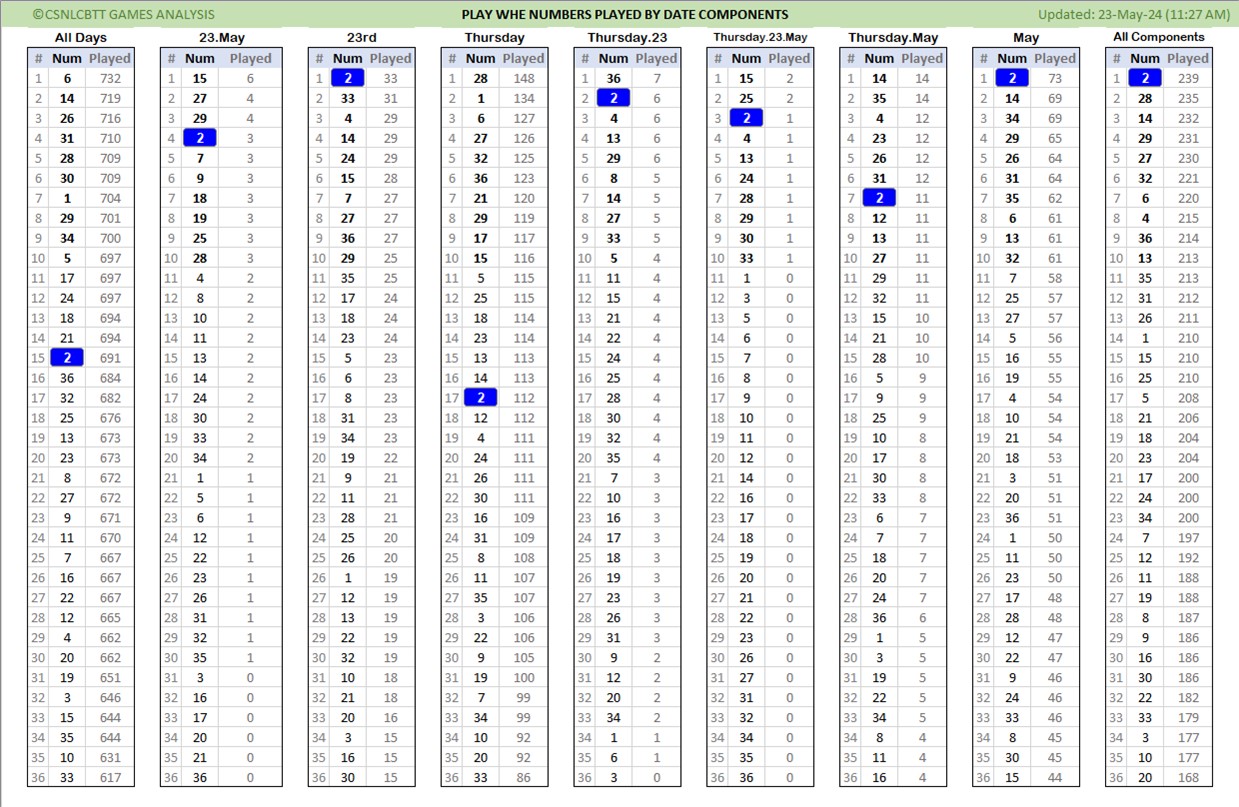 ©CSNLCBTT GAMES ANALYSIS PLAY WHE NUMBERS PLAYED BY DATE COMPONENTS Updated: 23-May-24 (11:27 AM)
All Days 23.May 23rd Thursday Thursday.23 Thursday.23.May Thursday.May May All Components
# Num Played # Num Played # Num Played # Num Played # Num Played # Num Played # Num Played # Num Played # Num Played
1 6 732 1 15 6 1 2 33 1 28 148 1 36 7 1 15 2 1 14 14 1 2 73 1 2 239
2 14 719 2 27 4 2 33 31 2 1 134 2 2 6 2 25 2 2 35 14 2 14 69 2 28 235
3 26 716 3 29 4 3 4 29 3 6 127 3 4 6 3 2 1 3 4 12 3 34 69 3 14 232
4 31 710 4 2 3 4 14 29 4 27 126 4 13 6 4 4 1 4 23 12 4 29 65 4 29 231
5 28 709 5 7 3 5 24 29 5 32 125 5 29 6 5 13 1 5 26 12 5 26 64 5 27 230
6 30 709 6 9 3 6 15 28 6 36 123 6 8 5 6 24 1 6 31 12 6 31 64 6 32 221
7 1 704 7 18 3 7 7 27 7 21 120 7 14 5 7 28 1 7 2 11 7 35 62 7 6 220
8 29 701 8 19 3 8 27 27 8 29 119 8 27 5 8 29 1 8 12 11 8 6 61 8 4 215
9 34 700 9 25 3 9 36 27 9 17 117 9 33 5 9 30 1 9 13 11 9 13 61 9 36 214
10 5 697 10 28 3 10 29 25 10 15 116 10 5 4 10 33 1 10 27 11 10 32 61 10 13 213
11 17 697 11 4 2 11 35 25 11 5 115 11 11 4 11 1 0 11 29 11 11 7 58 11 35 213
12 24 697 12 8 2 12 17 24 12 25 115 12 15 4 12 3 0 12 32 11 12 25 57 12 31 212
13 18 694 13 10 2 13 18 24 13 18 114 13 21 4 13 5 0 13 15 10 13 27 57 13 26 211
14 21 694 14 11 2 14 23 24 14 23 114 14 22 4 14 6 0 14 21 10 14 5 56 14 1 210
15 2 691 15 13 2 15 5 23 15 13 113 15 24 4 15 7 0 15 28 10 15 16 55 15 15 210
16 36 684 16 14 2 16 6 23 16 14 113 16 25 4 16 8 0 16 5 9 16 19 55 16 25 210
17 32 682 17 24 2 17 8 23 17 2 112 17 28 4 17 9 0 17 9 9 17 4 54 17 5 208
18 25 676 18 30 2 18 31 23 18 12 112 18 30 4 18 10 0 18 25 9 18 10 54 18 21 206
19 13 673 19 33 2 19 34 23 19 4 111 19 32 4 19 11 0 19 10 8 19 21 54 19 18 204
20 23 673 20 34 2 20 19 22 20 24 111 20 35 4 20 12 0 20 17 8 20 18 53 20 23 204
21 8 672 21 1 1 21 9 21 21 26 111 21 7 3 21 14 0 21 30 8 21 3 51 21 17 200
22 27 672 22 5 1 22 11 21 22 30 111 22 10 3 22 16 0 22 33 8 22 20 51 22 24 200
23 9 671 23 6 1 23 28 21 23 16 109 23 16 3 23 17 0 23 6 7 23 36 51 23 34 200
24 11 670 24 12 1 24 25 20 24 31 109 24 17 3 24 18 0 24 7 7 24 1 50 24 7 197
25 7 667 25 22 1 25 26 20 25 8 108 25 18 3 25 19 0 25 18 7 25 11 50 25 12 192
26 16 667 26 23 1 26 1 19 26 11 107 26 19 3 26 20 0 26 20 7 26 23 50 26 11 188
27 22 667 27 26 1 27 12 19 27 35 107 27 23 3 27 21 0 27 24 7 27 17 48 27 19 188
28 12 665 28 31 1 28 13 19 28 3 106 28 26 3 28 22 0 28 36 6 28 28 48 28 8 187
29 4 662 29 32 1 29 22 19 29 22 106 29 31 3 29 23 0 29 1 5 29 12 47 29 9 186
30 20 662 30 35 1 30 32 19 30 9 105 30 9 2 30 26 0 30 3 5 30 22 47 30 16 186
31 19 651 31 3 0 31 10 18 31 19 100 31 12 2 31 27 0 31 19 5 31 9 46 31 30 186
32 3 646 32 16 0 32 21 18 32 7 99 32 20 2 32 31 0 32 22 5 32 24 46 32 22 182
33 15 644 33 17 0 33 20 16 33 34 99 33 34 2 33 32 0 33 34 5 33 33 46 33 33 179
34 35 644 34 20 0 34 3 15 34 10 92 34 1 1 34 34 0 34 8 4 34 8 45 34 3 177
35 10 631 35 21 0 35 16 15 35 20 92 35 6 1 35 35 0 35 11 4 35 30 45 35 10 177
36 33 617 36 36 0 36 30 15 36 33 86 36 3 0 36 36 0 36 16 4 36 15 44 36 20 168